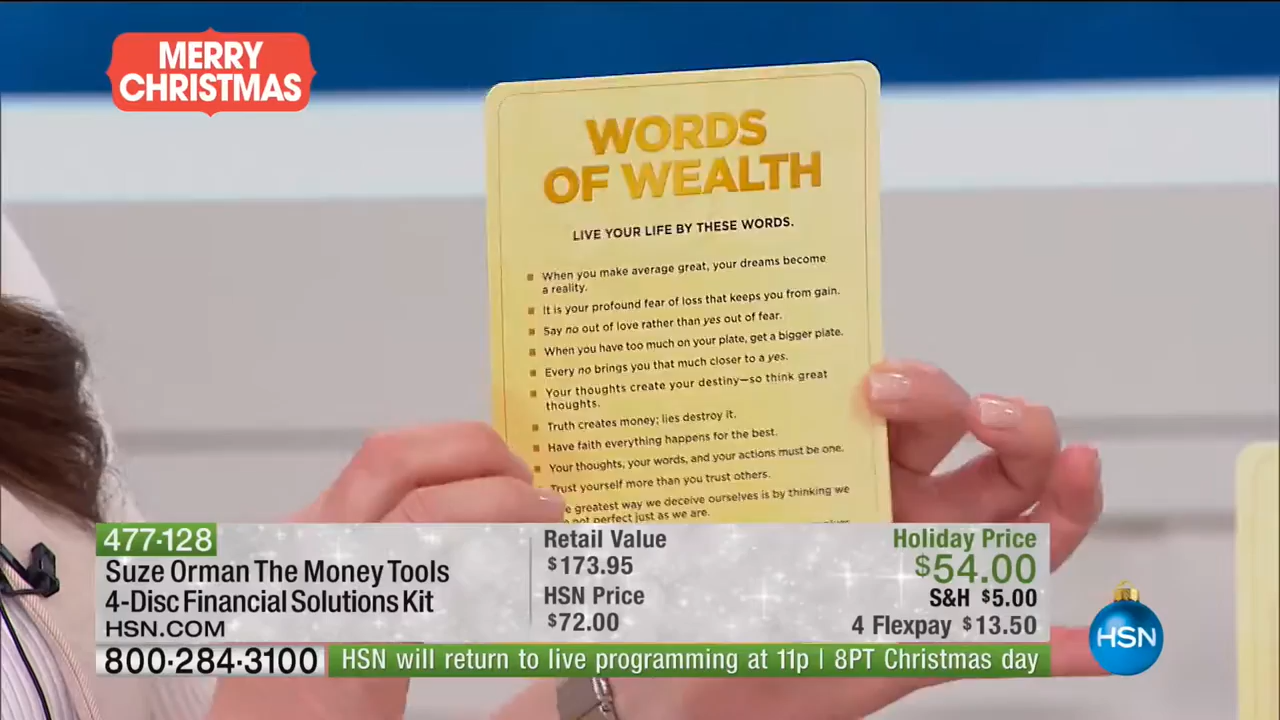 MERRY
CHRISTMAS
WORDS
OF WEALTH
LIVE YOUR LIFE BY THESE WORDS.
When you make average great, your dreams become
a reality.
It is your profound fear of loss that keeps you from gain.
Say no out of love rather than yes out of fear.
When you have too much on your plate, get a bigger plate.
Every no brings you that much closer to a yes.
Your thoughts create your destiny—so think great
thoughts.
Truth creates money; lies destroy it.
Have faith everything happens for the best.
Your thoughts, your words, and your actions must be one.
Trust yourself more than you trust others.
greatest way we deceive ourselves is by thinking we
not perfect just as we are.
477-128
Suze Orman The Money Tools
4-Disc Financial Solutions Kit
HSN.COM
Retail Value
$173.95
HSN Price
$72.00
Holiday Price
$54.00
S&H $5.00
4 Flexpay $13.50
HSN
800-284-3100
HSN will return to live programming at 11p | 8PT Christmas day